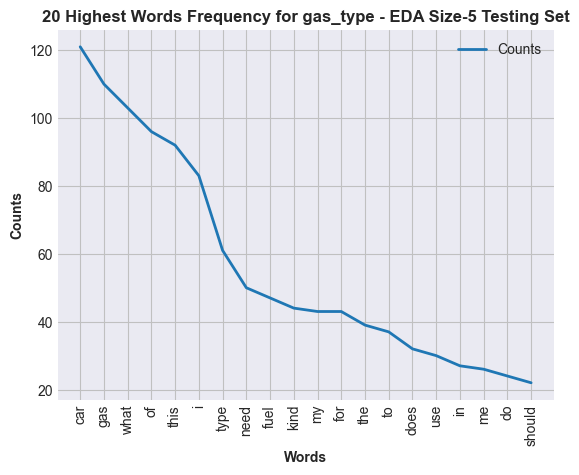 20 Highest Words Frequency for gas_type - EDA Size-5 Testing Set
Counts
120
100
80
60
40
20
Counts
car
gas
what
of
this
i
type
need
fuel
kind
my
for
the
to
does
use
in
me
do
should
Words